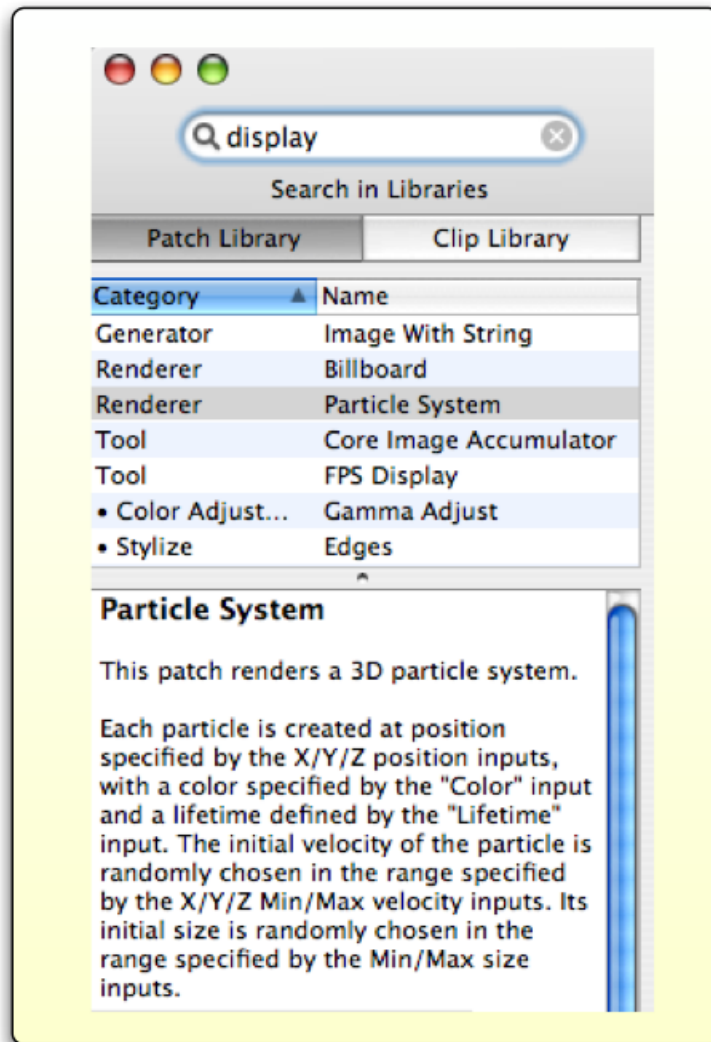 display
Search in Libraries
Patch Library Clip Library
Category Name
Generator Image With String
Renderer Billboard
Renderer Particle System
Tool Core Image Accumulator
Tool FPS Display
• Color Adjust... Gamma Adjust
• Stylize Edges
Particle System
This patch renders a 3D particle system.
Each particle is created at position
specified by the X/Y/Z position inputs,
with a color specified by the "Color" input
and a lifetime defined by the "Lifetime"
input. The initial velocity of the particle is
randomly chosen in the range specified
by the X/Y/Z Min/Max velocity inputs. Its
initial size is randomly chosen in the
range specified by the Min/Max size
inputs.